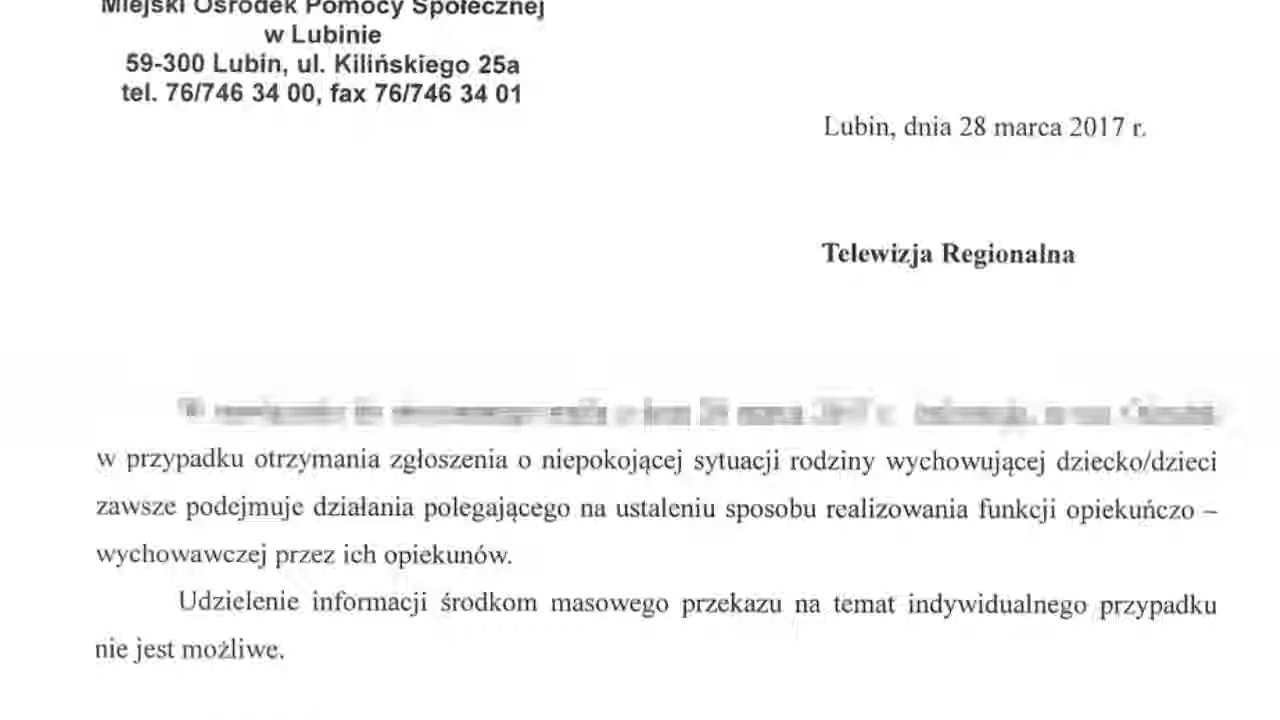 Miejski Ośrodek Pomocy Społecznej
w Lubinie
59-300 Lubin, ul. Kilińskiego 25a
tel. 76/746 34 00, fax 76/746 34 01
Lubin, dnia 28 marca 2017 r.
Telewizja Regionalna
w przypadku otrzymania zgłoszenia o niepokojącej sytuacji rodziny wychowującej dziecko/dzieci
zawsze podejmuje działania polegającego na ustaleniu sposobu realizowania funkcji opiekuńczo –
wychowawczej przez ich opiekunów.
Udzielenie informacji środkom masowego przekazu na temat indywidualnego przypadku
nie jest możliwe.